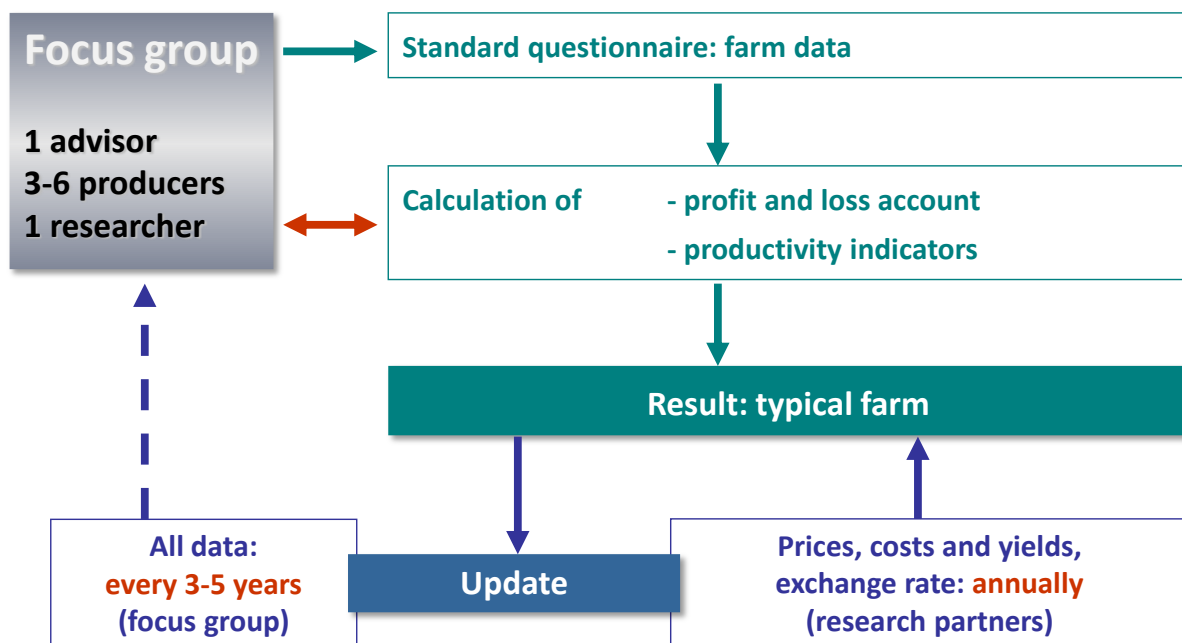 Focus group
1 advisor
3-6 producers
1 researcher
Standard questionnaire: farm data
Calculation of - profit and loss account
- productivity indicators
Result: typical farm
All data:
every 3-5 years
(focus group)
Update
Prices, costs and yields,
exchange rate: annually
(research partners)